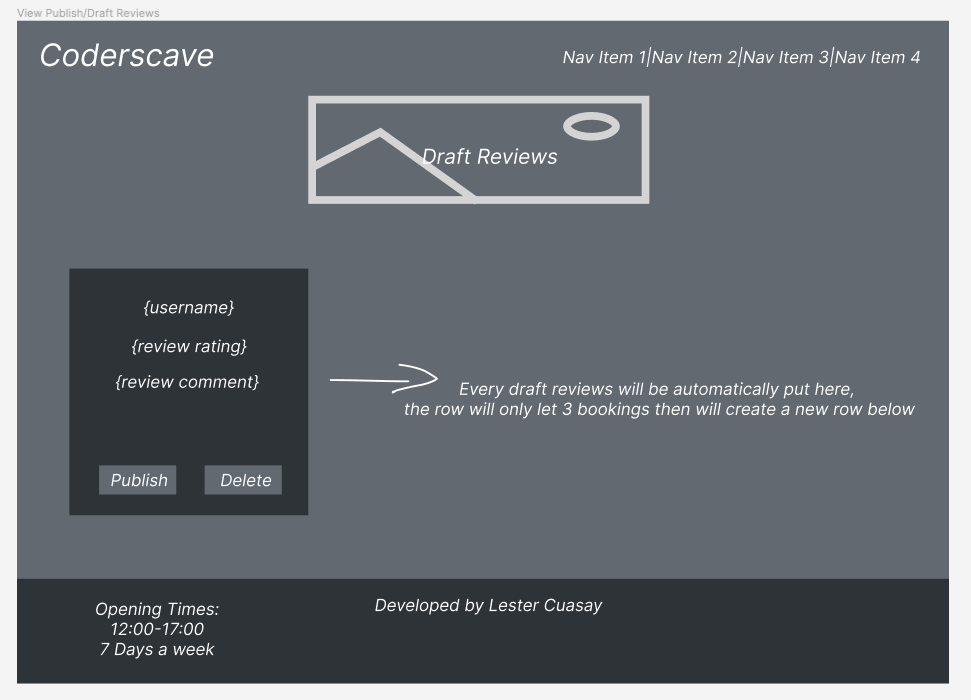 View Publish/Draft Reviews
Coderscave
Nav Item 1|Nav Item 2|Nav Item 3|Nav Item 4
Draft Reviews
{username}
{review rating}
{review comment}
Every draft reviews will be automatically put here,
the row will only let 3 bookings then will create a new row below
Publish
Delete
Opening Times:
12:00-17:00
7 Days a week
Developed by Lester Cuasay